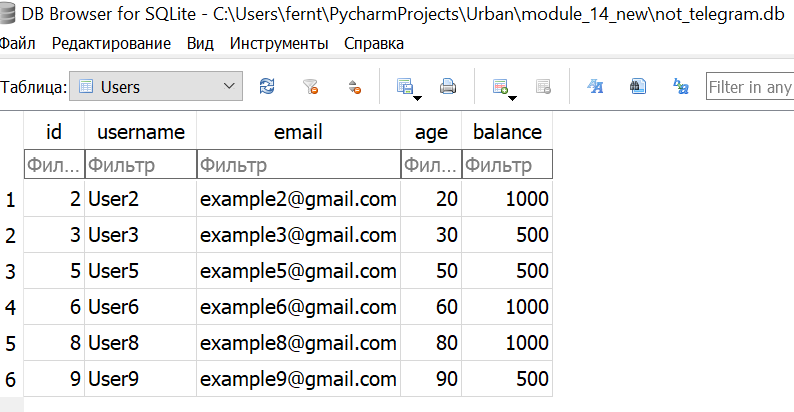 DB Browser for SQLite - C:\Users\fernt\PycharmProjects\Urban\module_14_new\not_telegram.db
Файл Редактирование Вид Инструменты Справка
Таблица: Users Filter in any
id username email age balance
Фил... Фильтр Фильтр Фил... Фильтр
1 2 User2 example2@gmail.com 20 1000
2 3 User3 example3@gmail.com 30 500
3 5 User5 example5@gmail.com 50 500
4 6 User6 example6@gmail.com 60 1000
5 8 User8 example8@gmail.com 80 1000
6 9 User9 example9@gmail.com 90 500